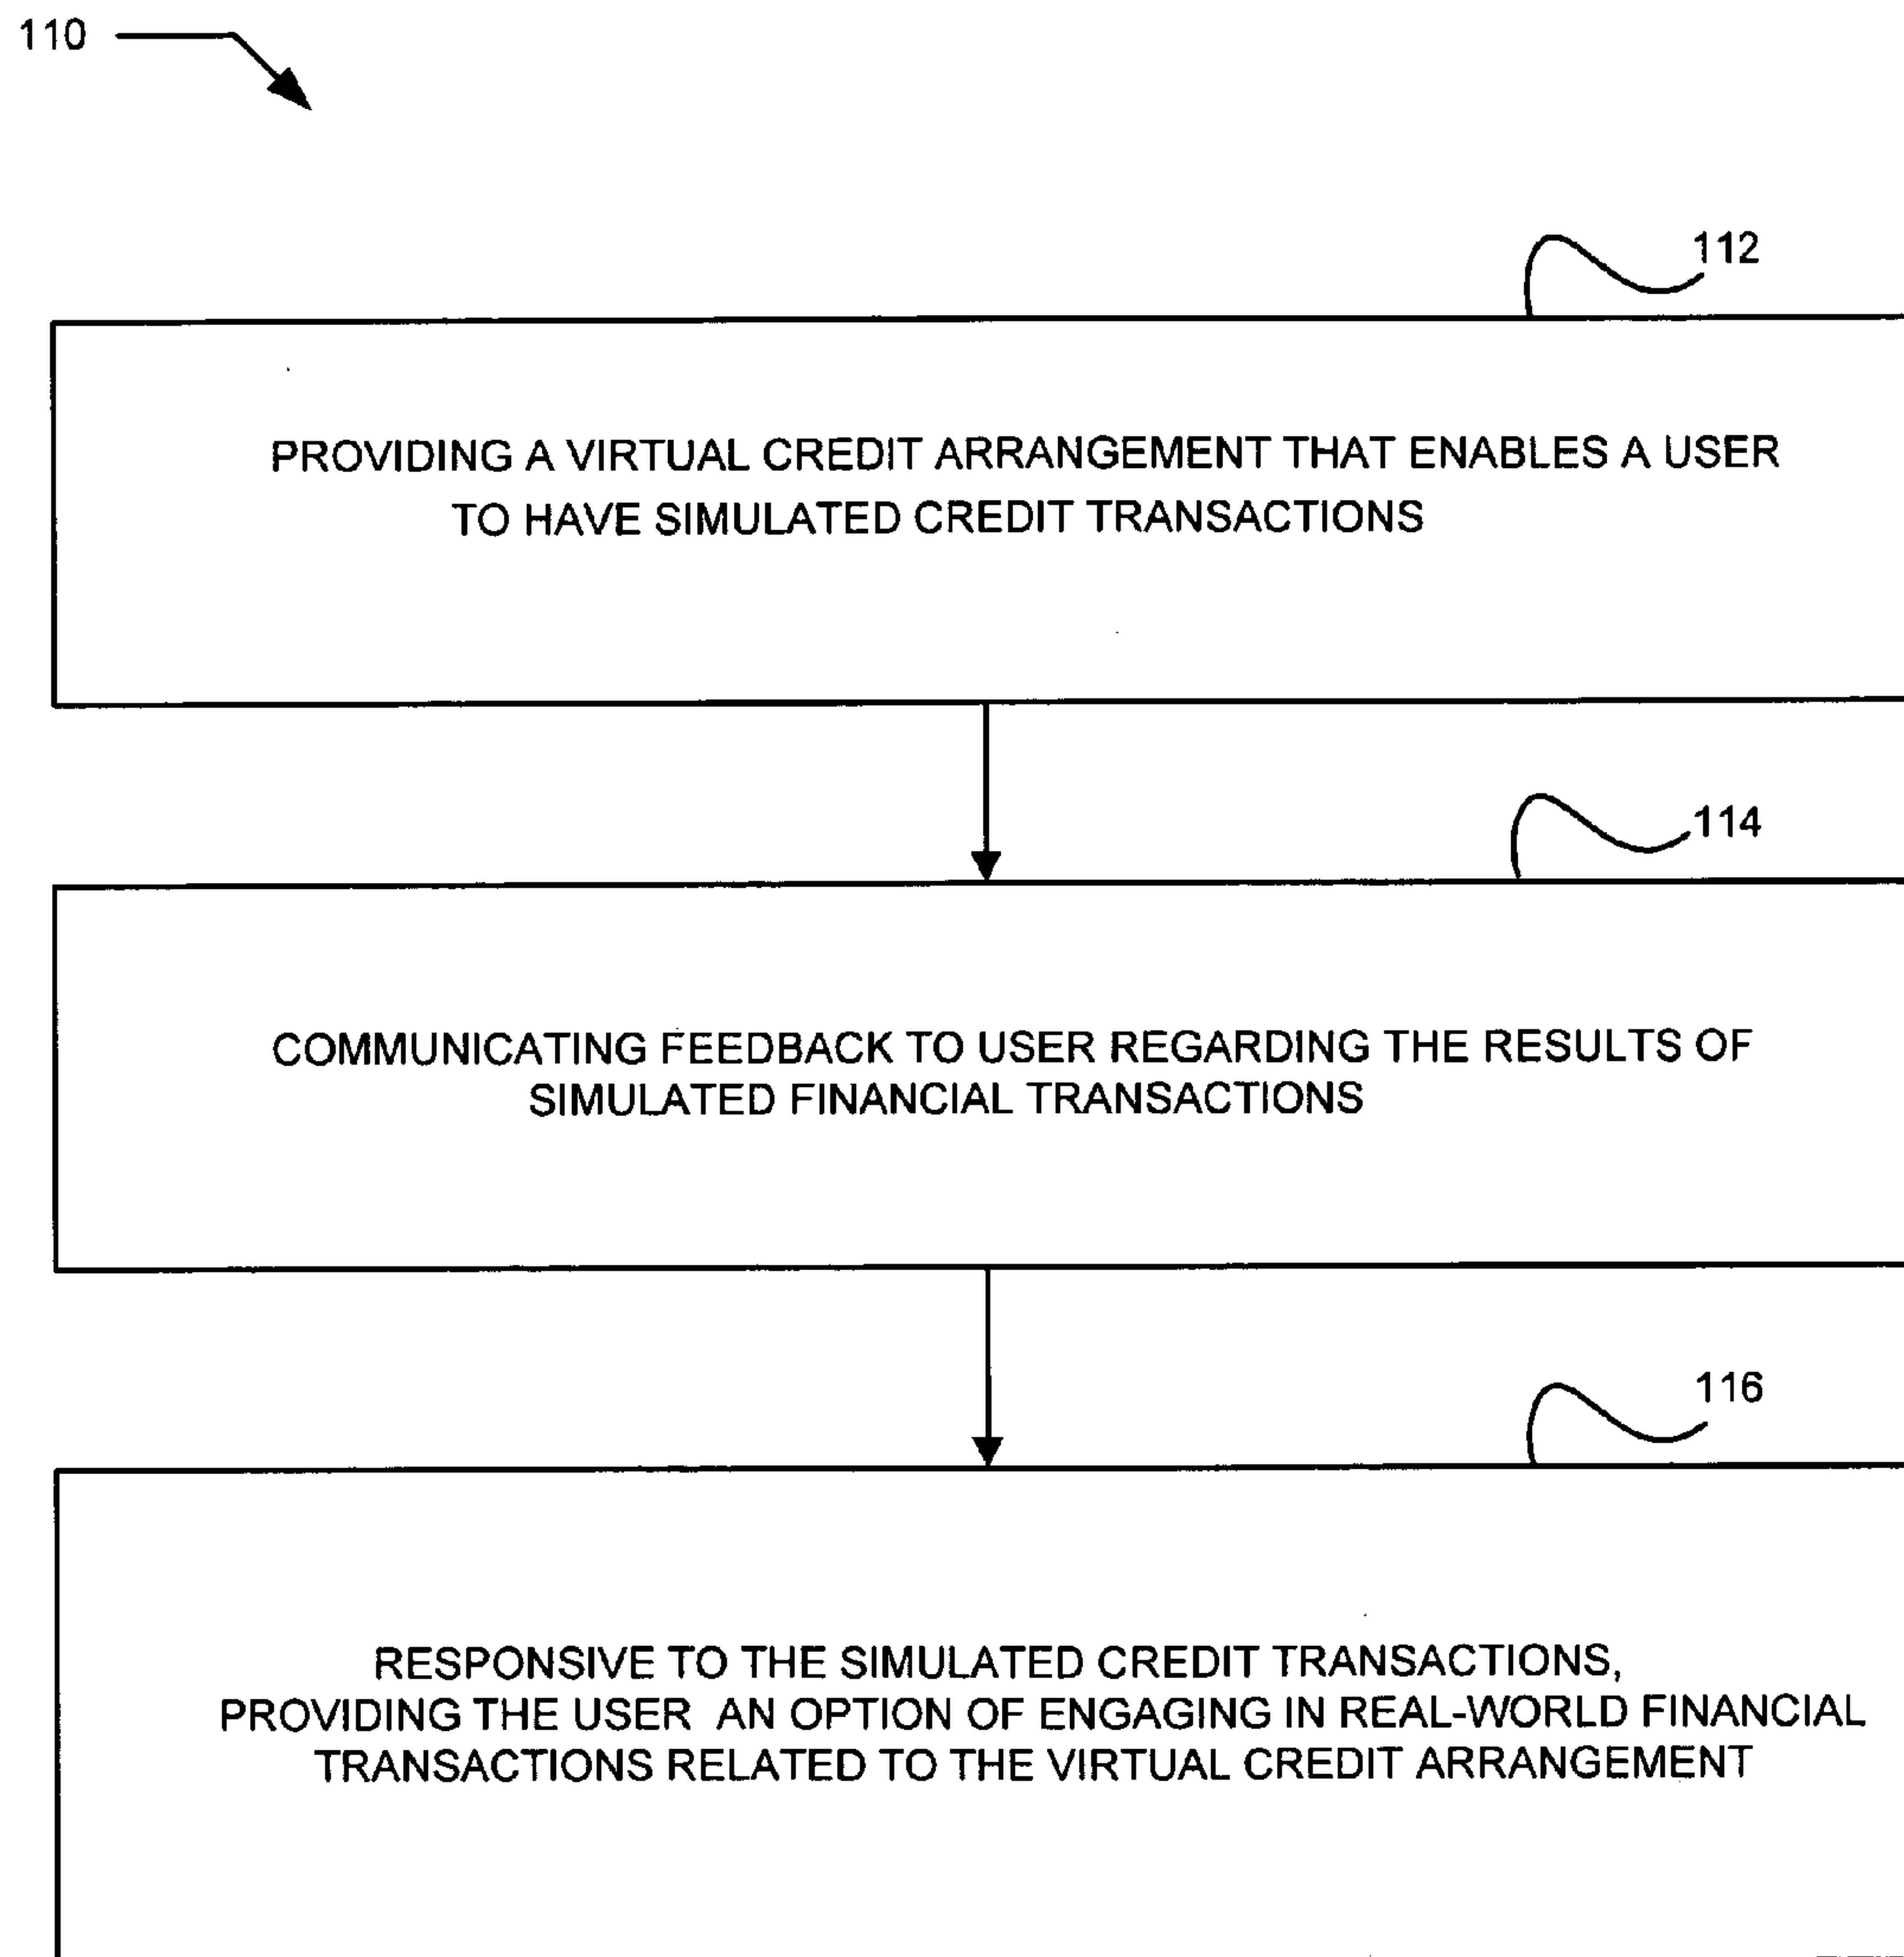 110
112
PROVIDING A VIRTUAL CREDIT ARRANGEMENT THAT ENABLES A USER
TO HAVE SIMULATED CREDIT TRANSACTIONS
114
COMMUNICATING FEEDBACK TO USER REGARDING THE RESULTS OF
SIMULATED FINANCIAL TRANSACTIONS
116
RESPONSIVE TO THE SIMULATED CREDIT TRANSACTIONS,
PROVIDING THE USER AN OPTION OF ENGAGING IN REAL-WORLD FINANCIAL
TRANSACTIONS RELATED TO THE VIRTUAL CREDIT ARRANGEMENT